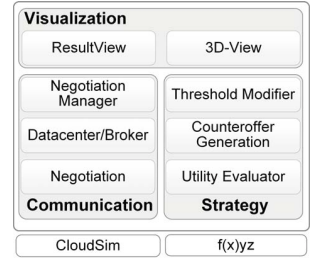 Visualization
ResultView
3D-View
Negotiation
Manager
Datacenter/Broker
Negotiation
Communication
Threshold Modifier
Counteroffer
Generation
Utility Evaluator
Strategy
CloudSim
f(x)yz